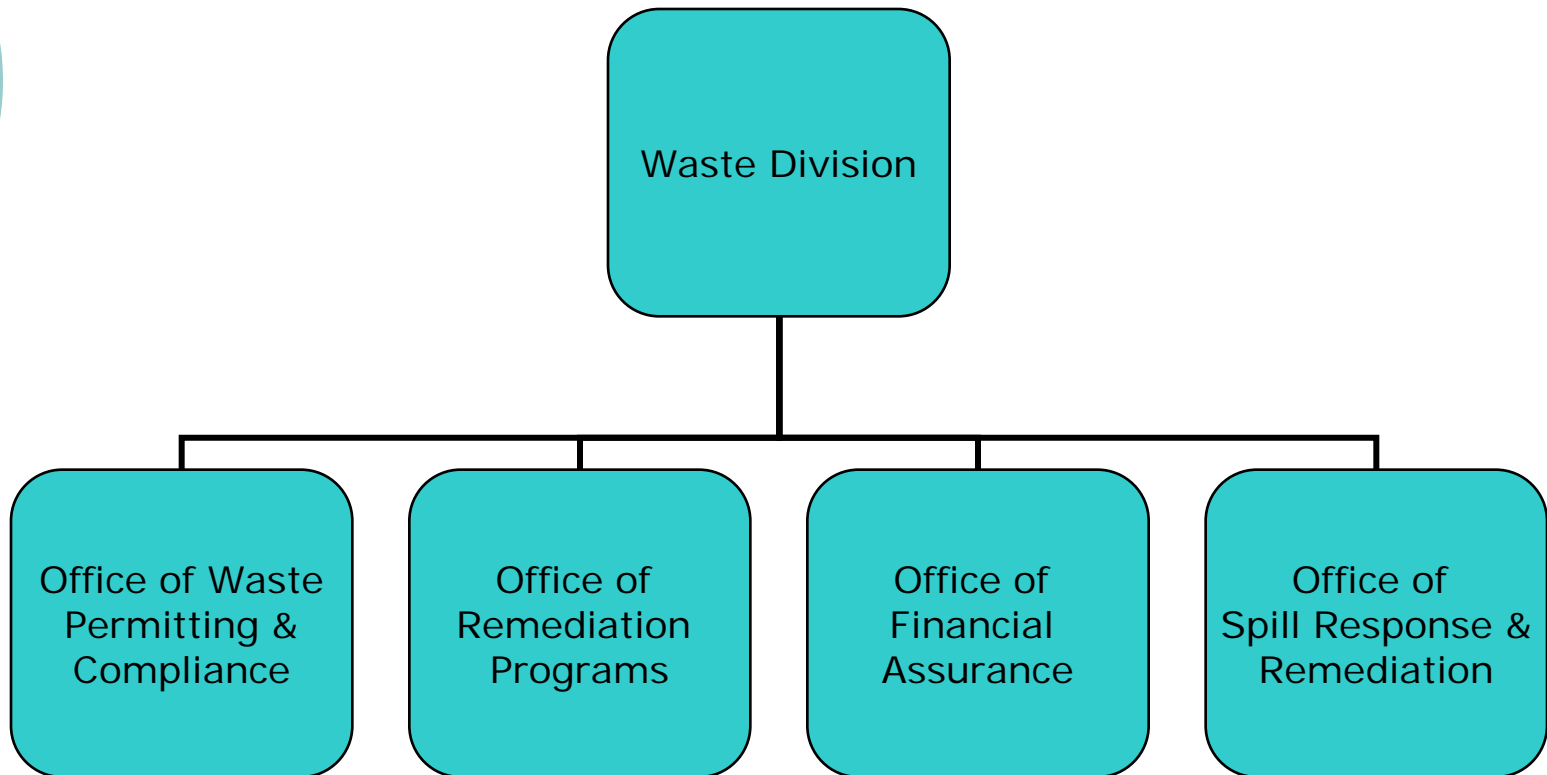 Waste Division
Office of Waste
Permitting &
Compliance
Office of
Remediation
Programs
Office of
Financial
Assurance
Office of
Spill Response &
Remediation